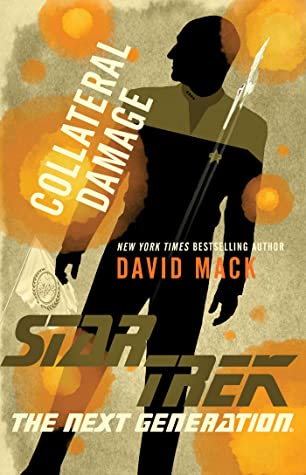 COLLATERAL
DAMAGE
NEW YORK TIMES BESTSELLING AUTHOR
DAVID MACK
STAR
TREK
THE NEXT GENERATION®